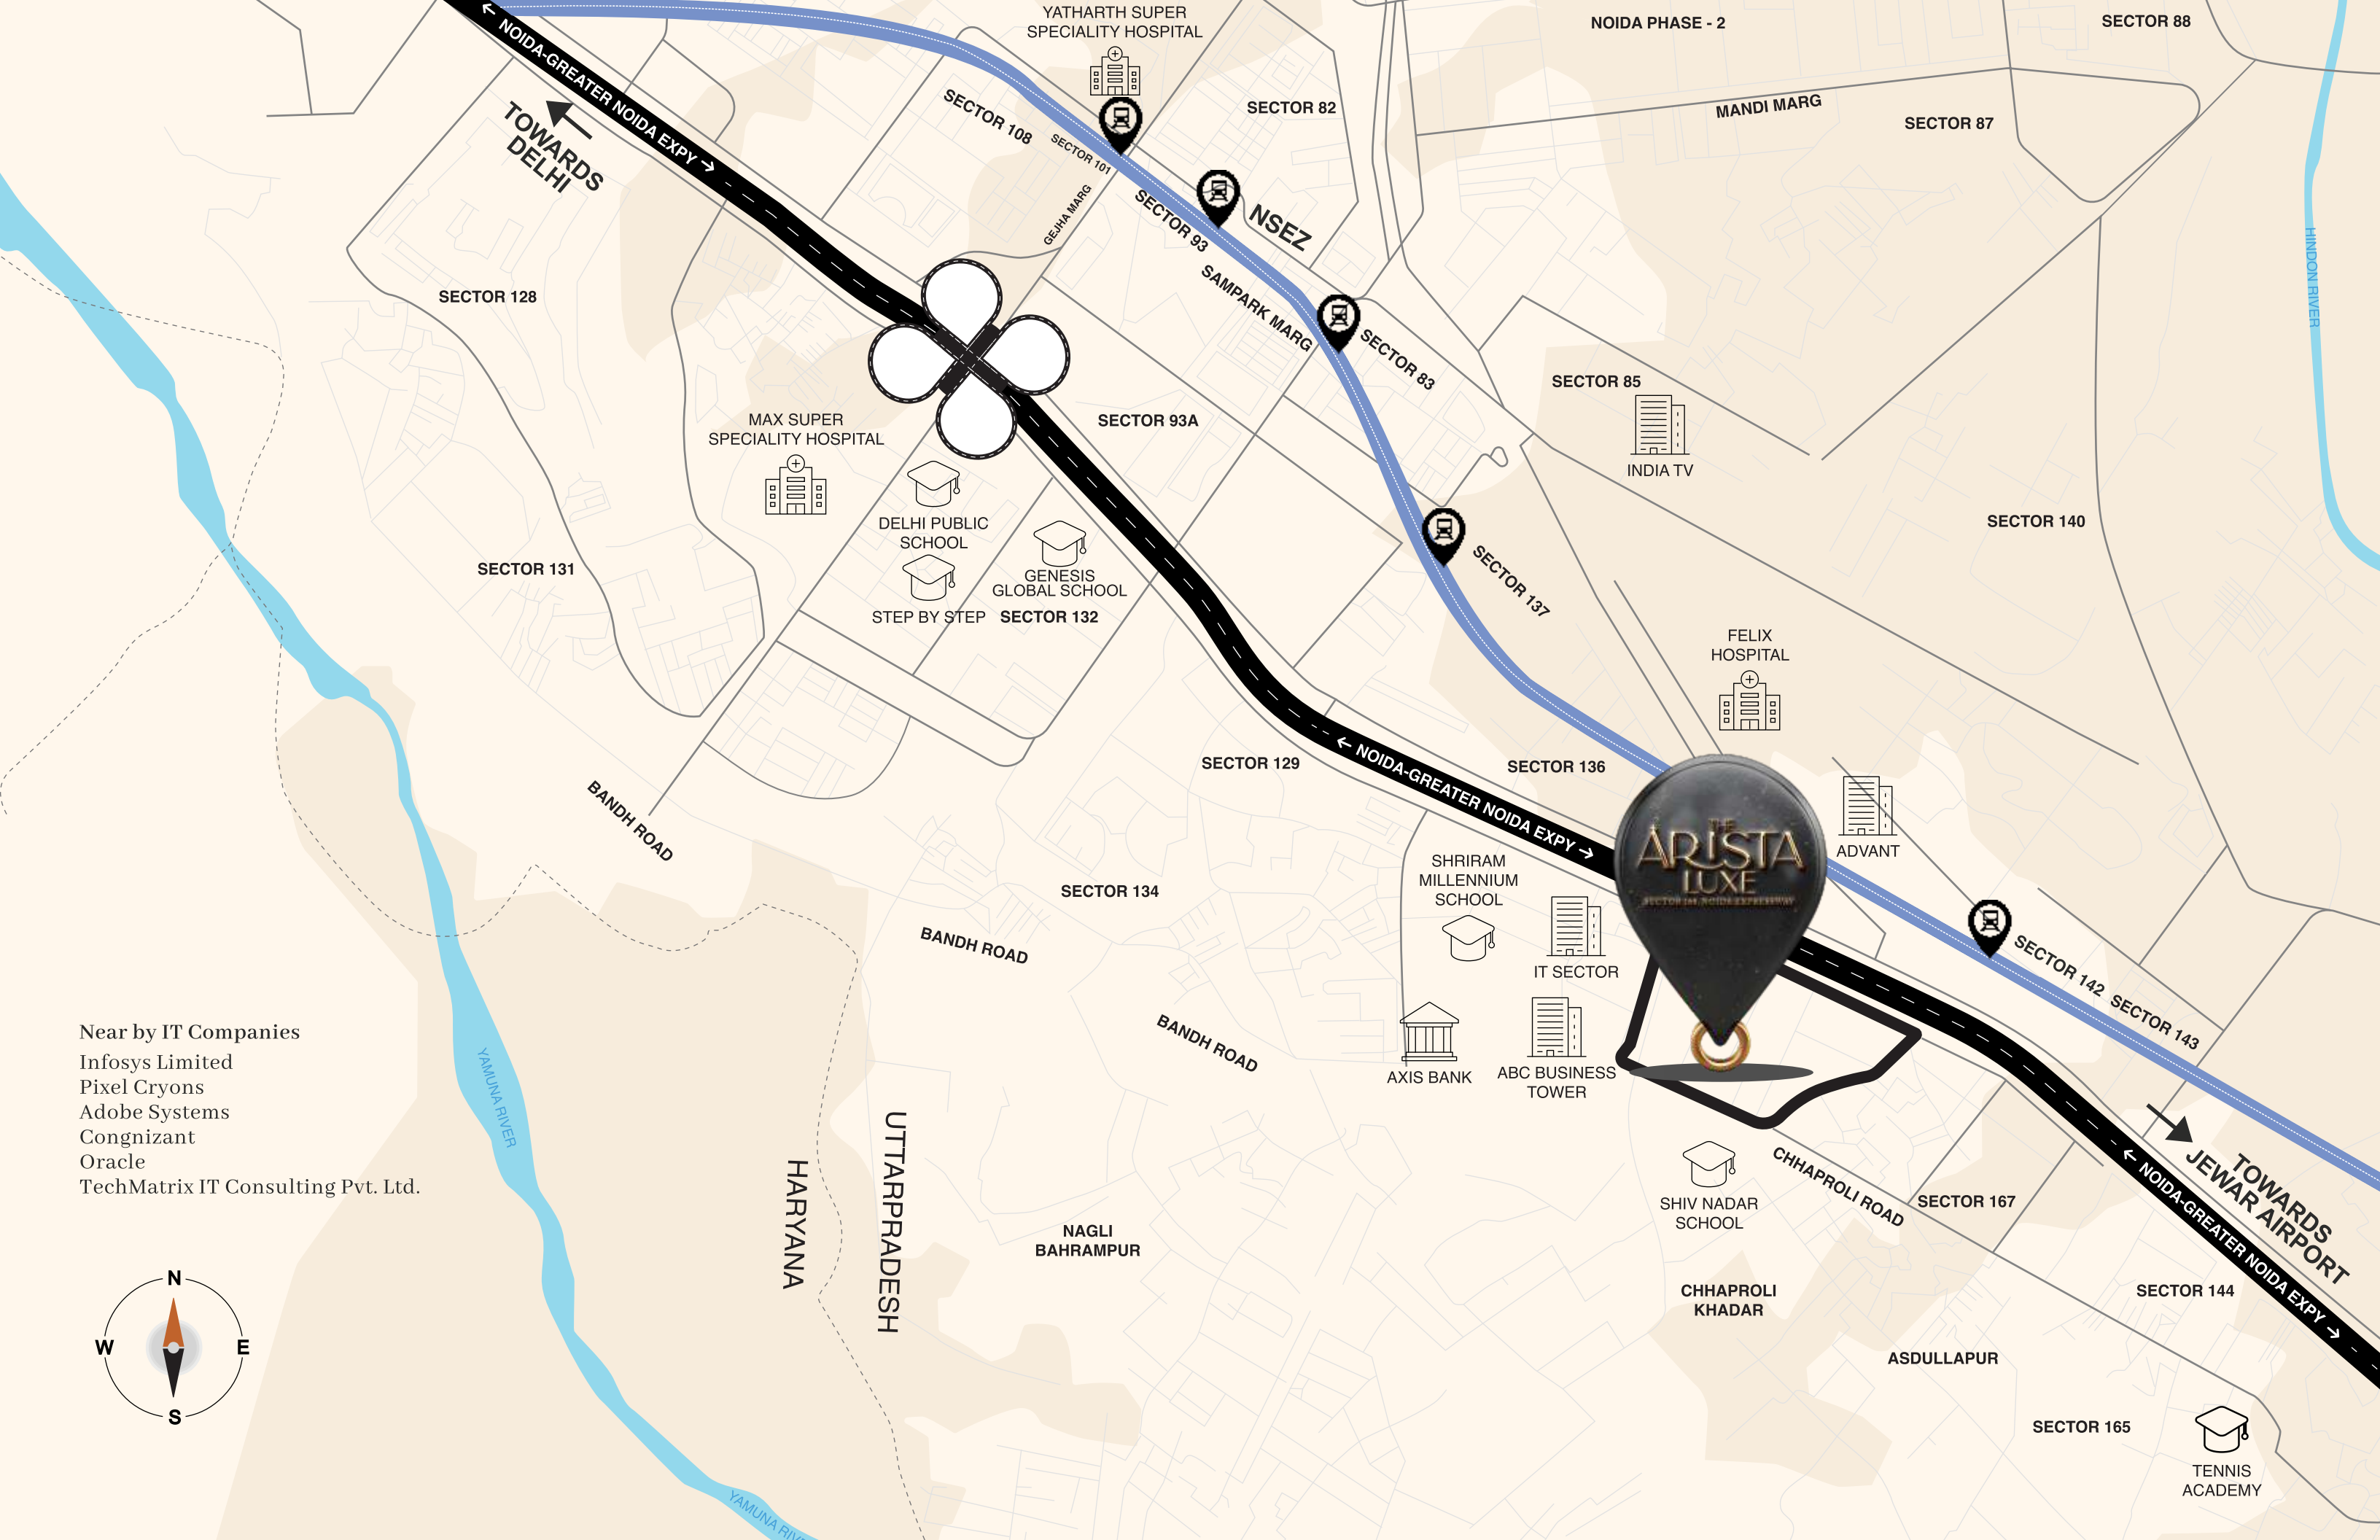 YATHARTH SUPER
SPECIALITY HOSPITAL
NOIDA PHASE - 2
SECTOR 88
← NOIDA-GREATER NOIDA EXPY →
TOWARDS
DELHI
SECTOR 108
SECTOR 101
SECTOR 82
MANDI MARG
SECTOR 87
GEJHA MARG
SECTOR 93
NSEZ
SAMPARK MARG
SECTOR 83
HINDON RIVER
SECTOR 128
SECTOR 85
INDIA TV
MAX SUPER
SPECIALITY HOSPITAL
SECTOR 93A
DELHI PUBLIC
SCHOOL
GENESIS
GLOBAL SCHOOL
STEP BY STEP
SECTOR 132
SECTOR 131
SECTOR 137
SECTOR 140
FELIX
HOSPITAL
SECTOR 129
← NOIDA-GREATER NOIDA EXPY →
SECTOR 136
BANDH ROAD
THE
ARISTA
LUXE
SECTOR 168, NOIDA EXPRESSWAY
ADVANT
SHRIRAM
MILLENNIUM
SCHOOL
SECTOR 134
BANDH ROAD
IT SECTOR
SECTOR 142
SECTOR 143
BANDH ROAD
AXIS BANK
ABC BUSINESS
TOWER
Near by IT Companies
Infosys Limited
Pixel Cryons
Adobe Systems
Congnizant
Oracle
TechMatrix IT Consulting Pvt. Ltd.
YAMUNA RIVER
HARYANA
UTTARPRADESH
NAGLI
BAHRAMPUR
SHIV NADAR
SCHOOL
CHHAPROLI ROAD
SECTOR 167
TOWARDS
JEWAR AIRPORT
← NOIDA-GREATER NOIDA EXPY →
CHHAPROLI
KHADAR
SECTOR 144
ASDULLAPUR
SECTOR 165
TENNIS
ACADEMY
N
W
E
S
YAMUNA RIVE